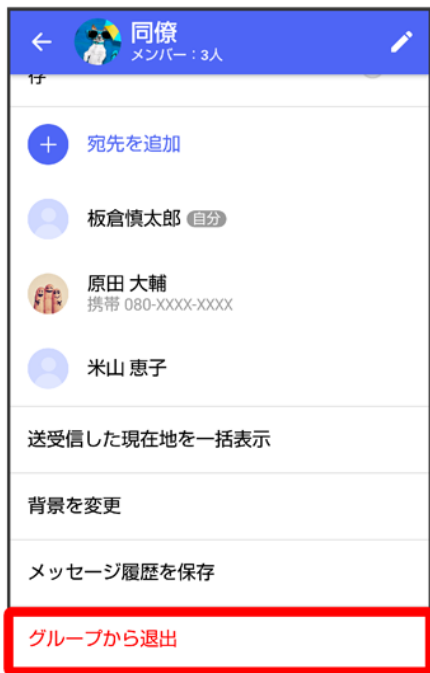 同僚
メンバー：3人
存
宛先を追加
板倉慎太郎 自分
原田 大輔
携帯 080-XXXX-XXXX
米山 恵子
送受信した現在地を一括表示
背景を変更
メッセージ履歴を保存
グループから退出